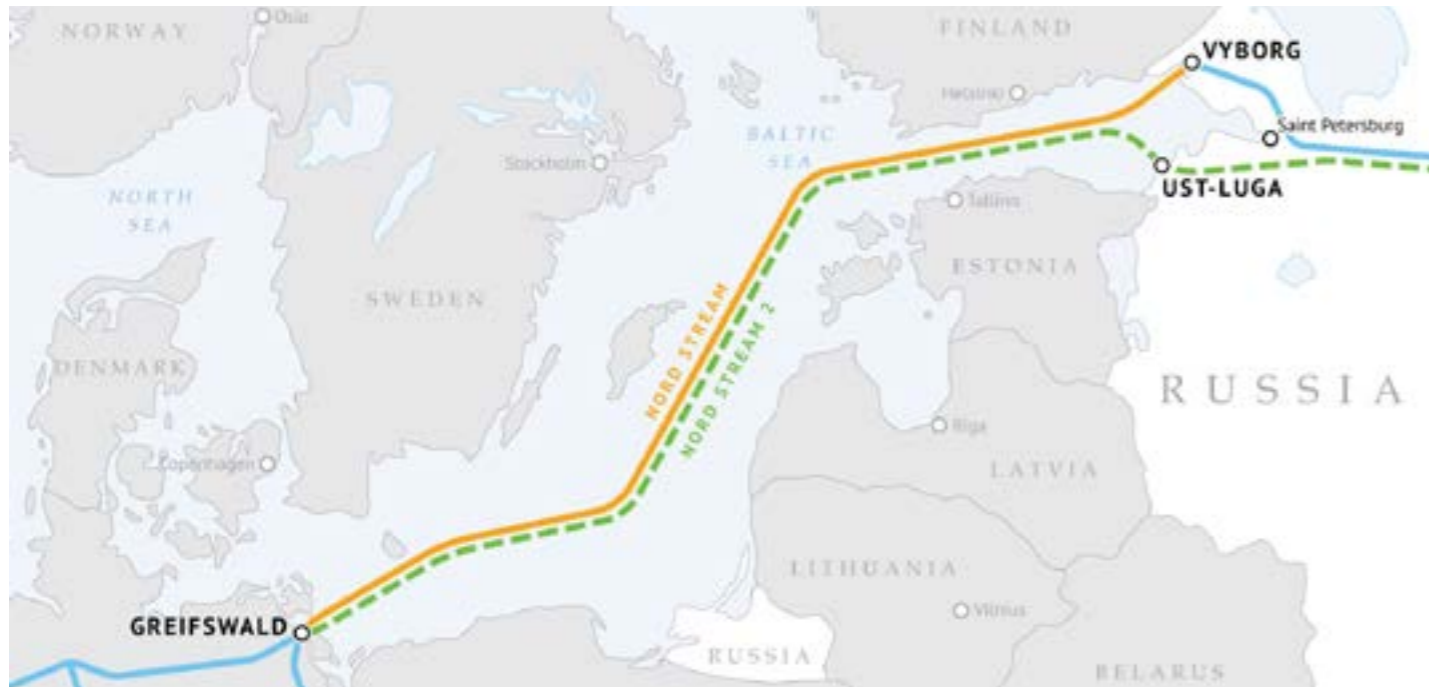 NORWAY
Oslo
FINLAND
VYBORG
Helsinki
Saint Petersburg
BALTIC
SEA
Stockholm
UST-LUGA
NORTH
SEA
Tallinn
ESTONIA
SWEDEN
NORD STREAM
NORD STREAM 2
DENMARK
RUSSIA
Riga
LATVIA
Copenhagen
LITHUANIA
Vilnius
GREIFSWALD
RUSSIA
BELARUS